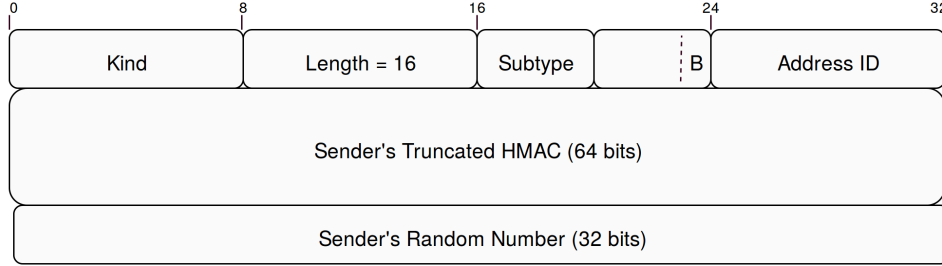 0 8 16 24 32
Kind Length = 16 Subtype B Address ID
Sender's Truncated HMAC (64 bits)
Sender's Random Number (32 bits)